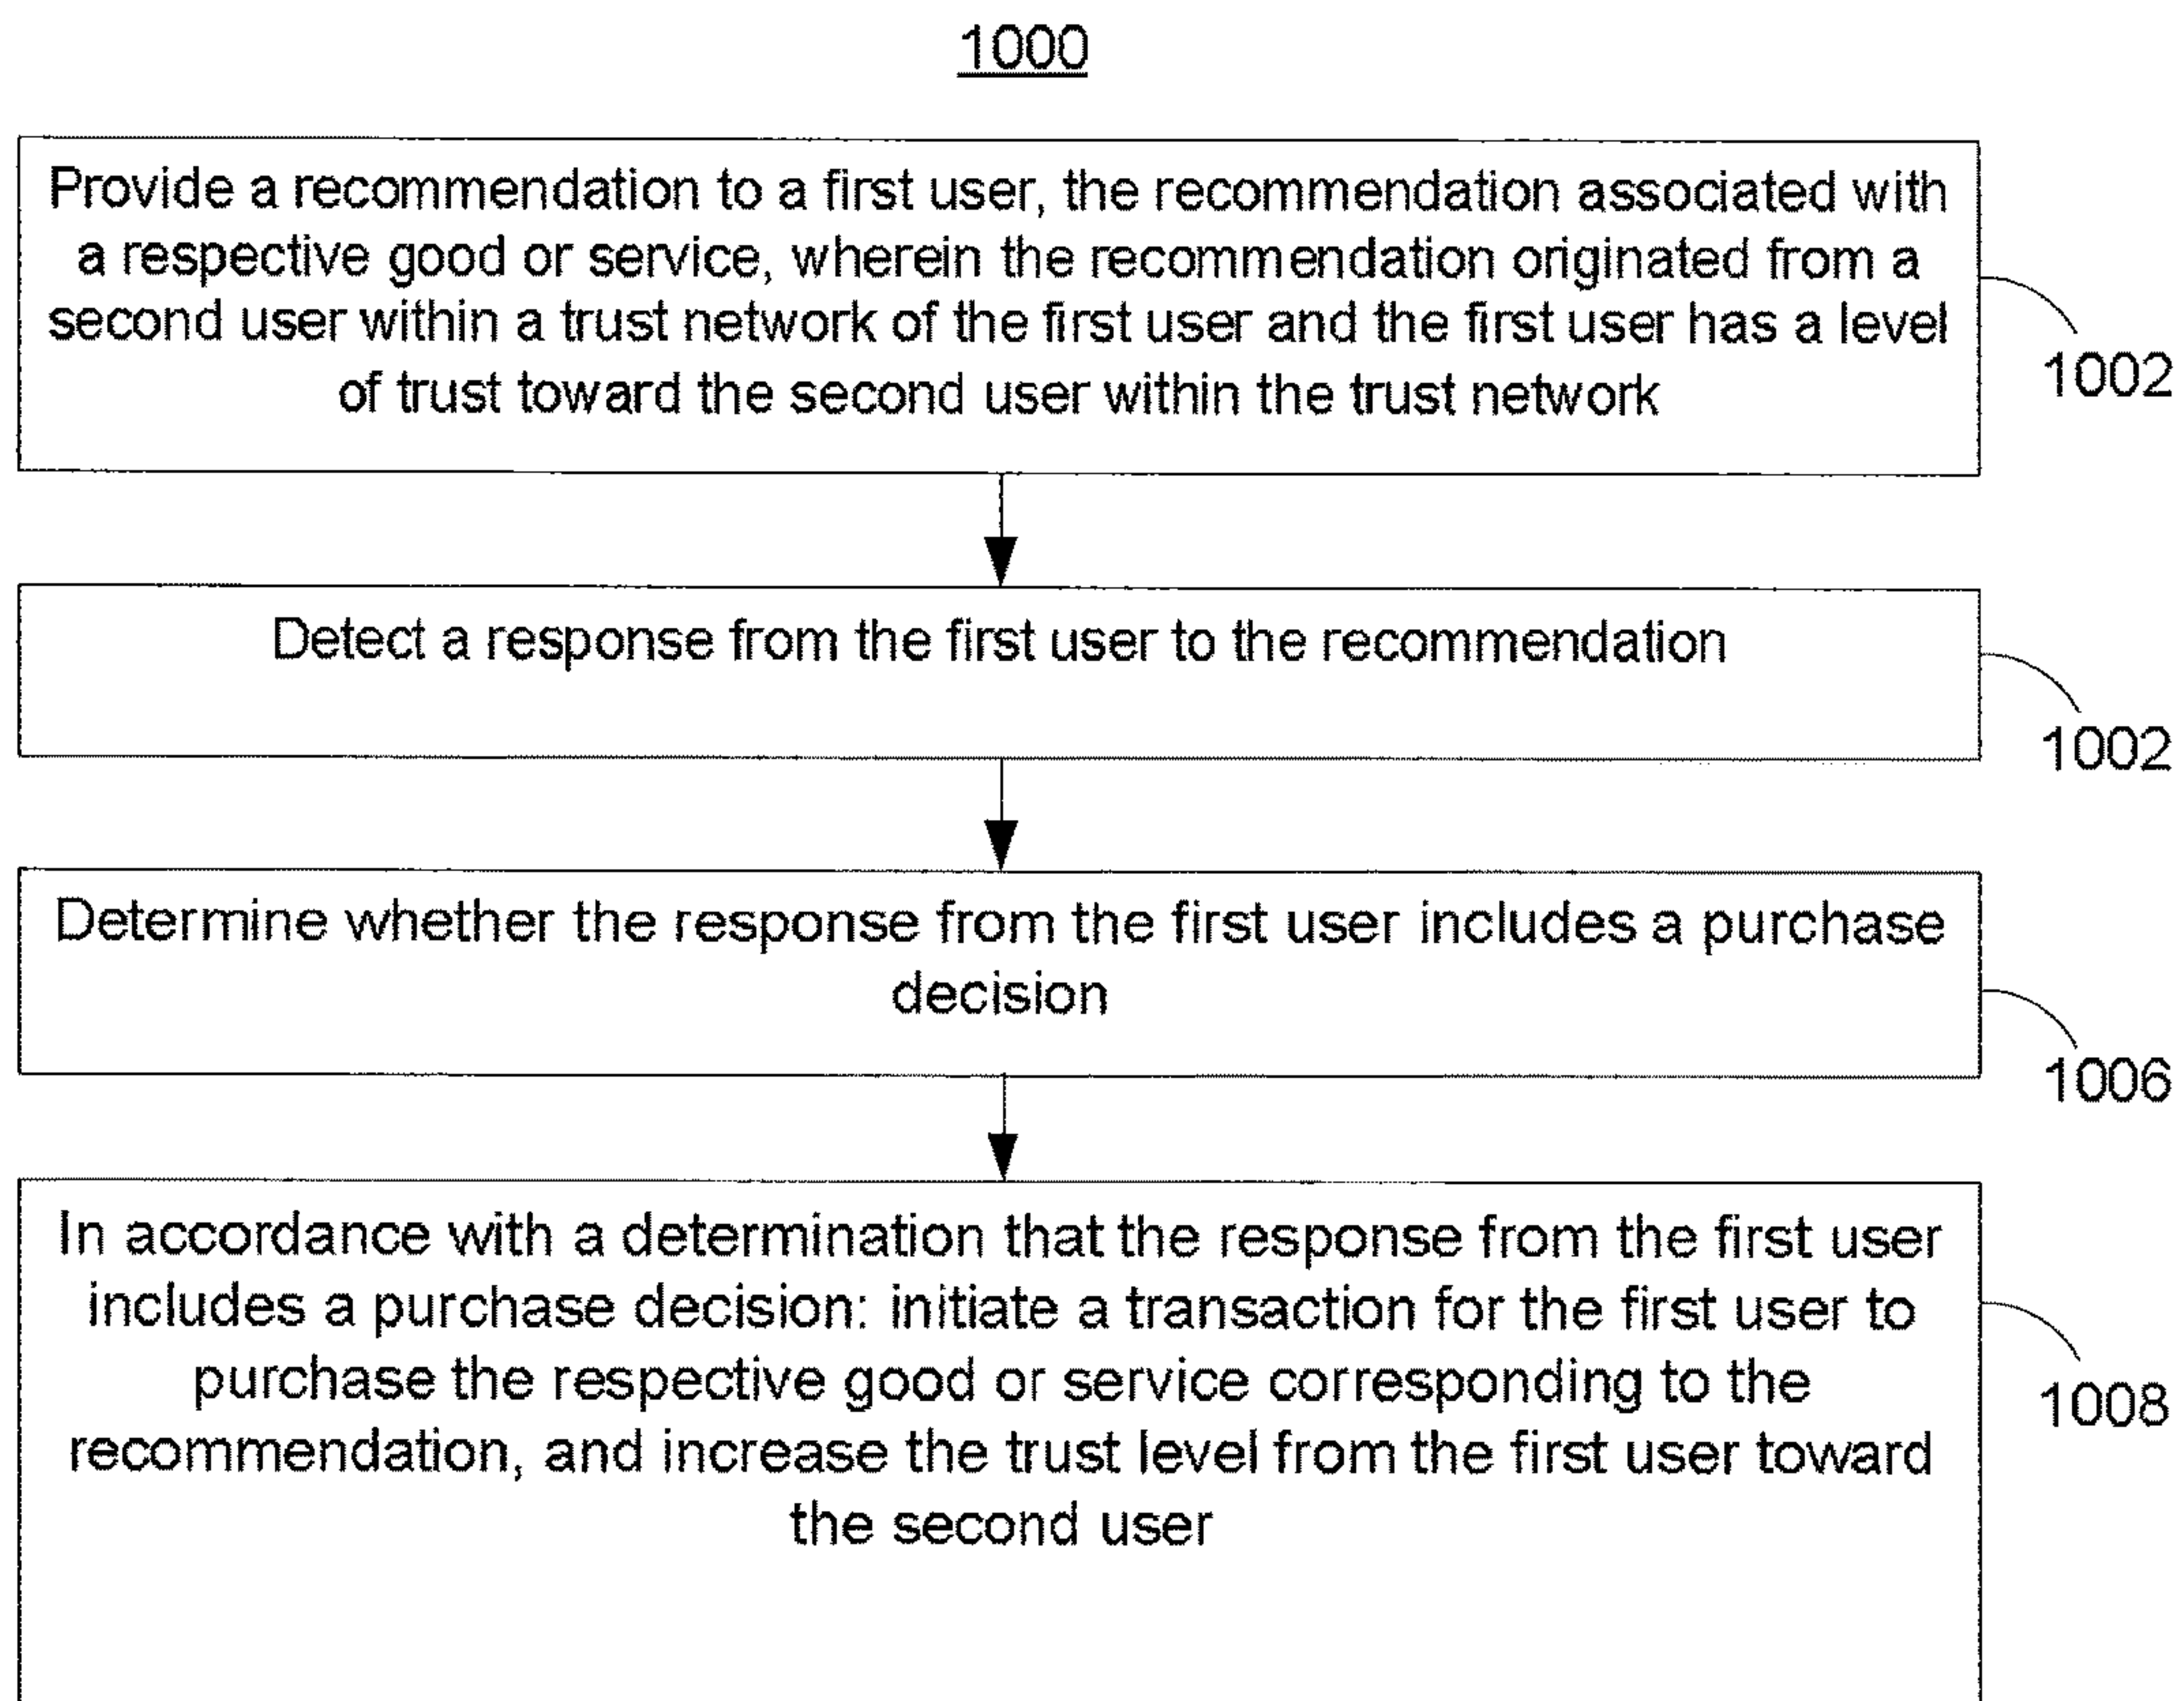 1000
Provide a recommendation to a first user, the recommendation associated with
a respective good or service, wherein the recommendation originated from a
second user within a trust network of the first user and the first user has a level
of trust toward the second user within the trust network
1002
Detect a response from the first user to the recommendation
1002
Determine whether the response from the first user includes a purchase
decision
1006
In accordance with a determination that the response from the first user
includes a purchase decision: initiate a transaction for the first user to
purchase the respective good or service corresponding to the
recommendation, and increase the trust level from the first user toward
the second user
1008